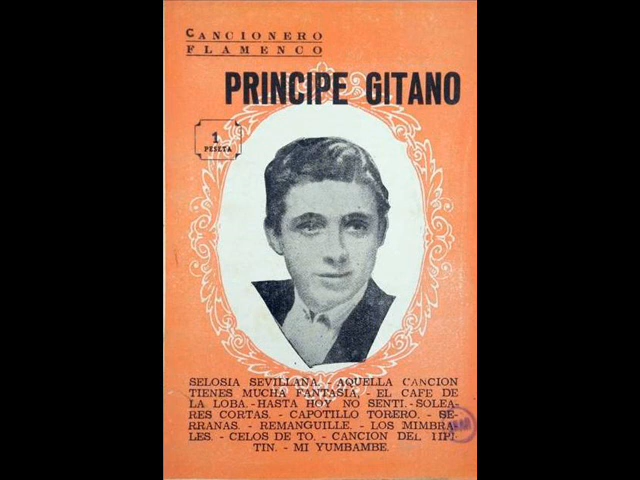 CANCIONERO
FLAMENCO
PRINCIPE GITANO
1
PESETA
SELOSIA SEVILLANA. - AQUELLA CANCION
TIENES MUCHA FANTASIA. - EL CAFE DE
LA LOBA. - HASTA HOY NO SENTI. - SOLEA-
RES CORTAS. - CAPOTILLO TORERO. - SE-
RRANAS. - REMANGUILLE. - LOS MIMBRA-
LES. - CELOS DE TO. - CANCION DEL
TIN. - MI YUMBAMBE.